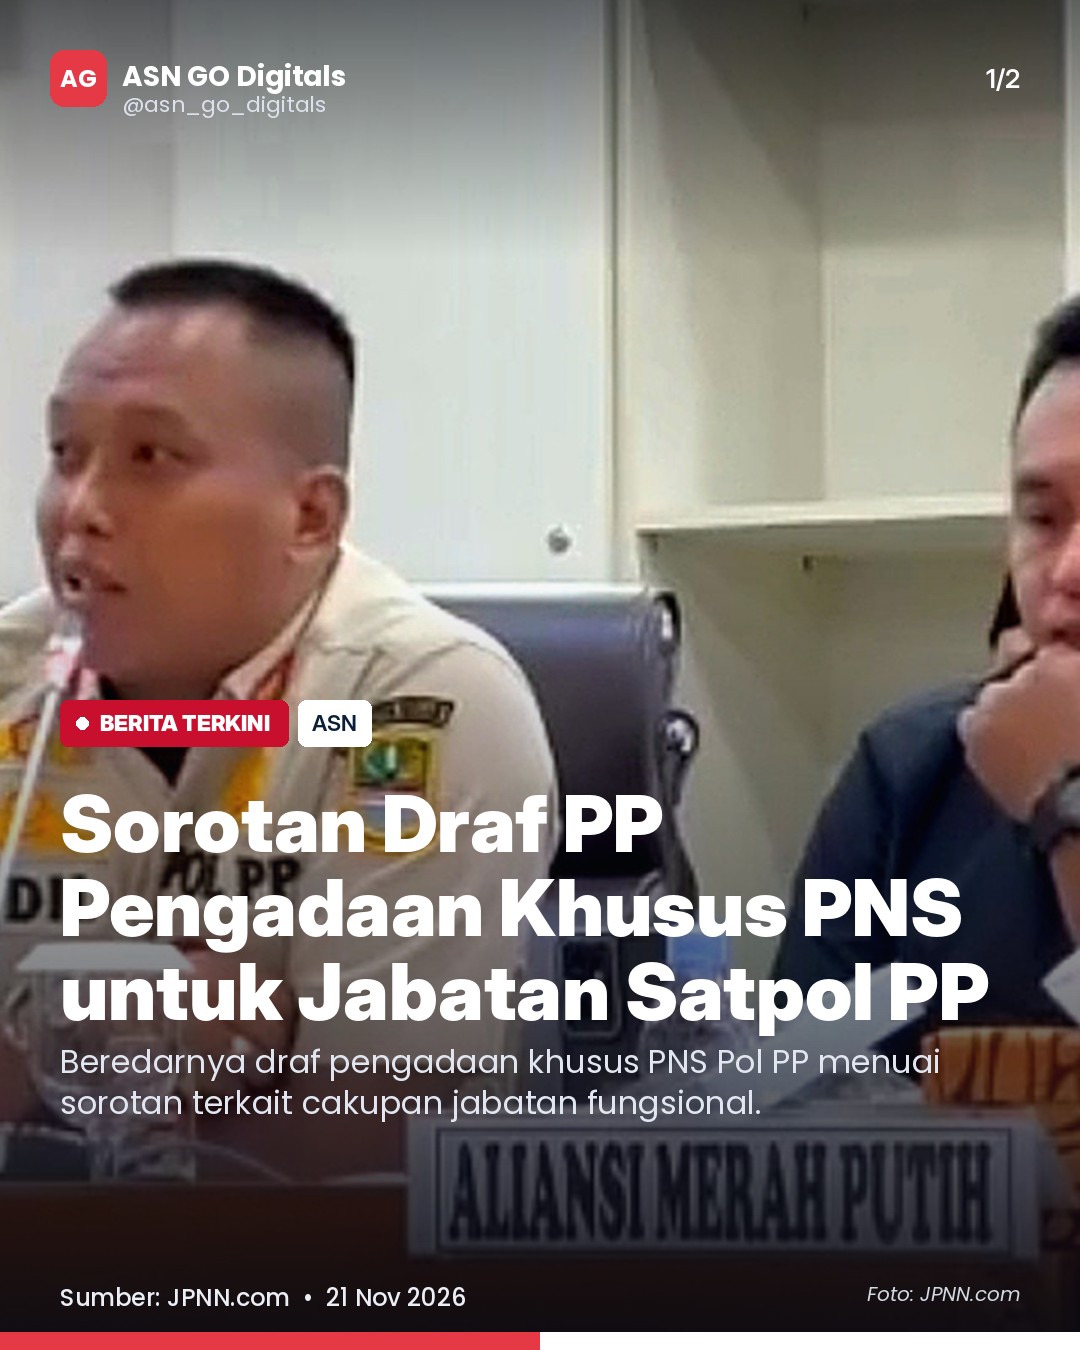 AG
ASN GO Digitals
@asn_go_digitals
1/2
BERITA TERKINI
ASN
POL PP
Sorotan Draf PP
Pengadaan Khusus PNS
untuk Jabatan Satpol PP
Beredarnya draf pengadaan khusus PNS Pol PP menuai
sorotan terkait cakupan jabatan fungsional.
ALIANSI MERAH PUTIH
Sumber: JPNN.com • 21 Nov 2026
Foto: JPNN.com